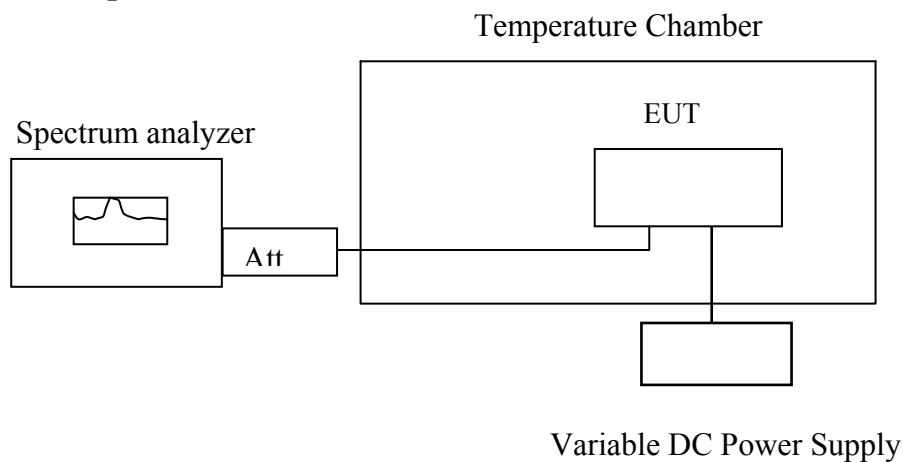 Temperature Chamber
EUT
Spectrum analyzer
Att
Variable DC Power Supply